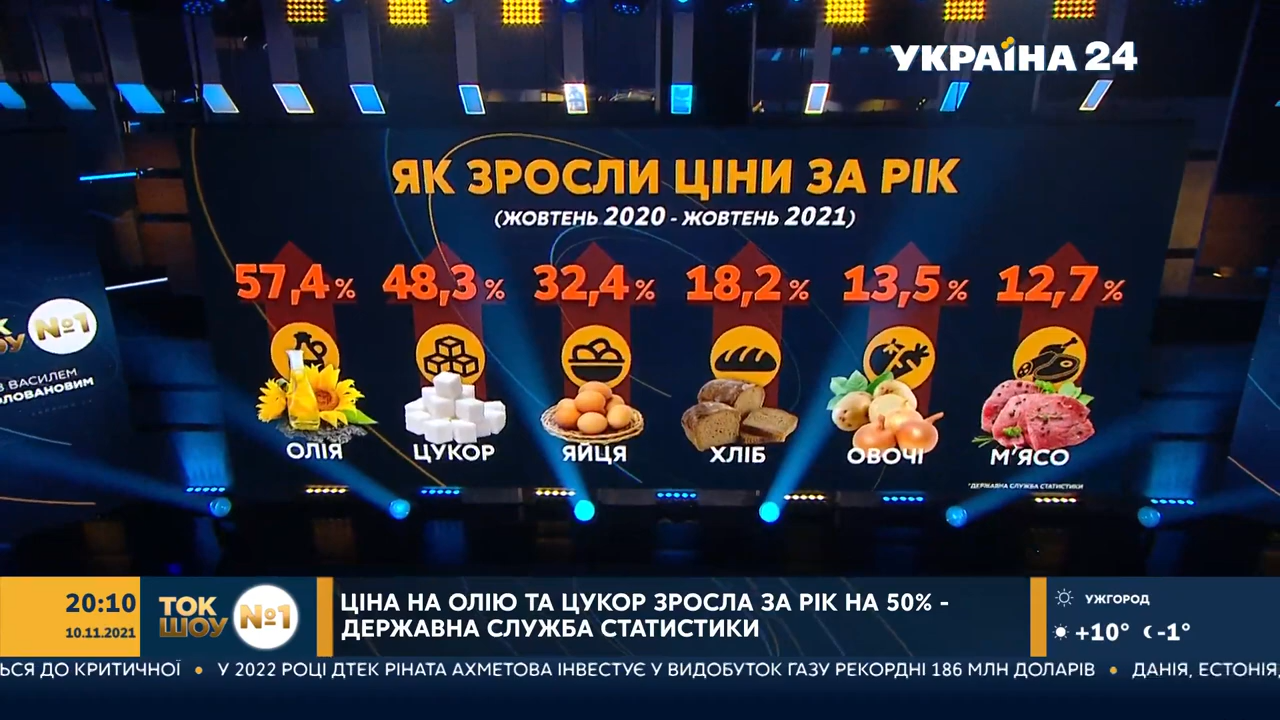 УКРАЇНА 24
ЯК ЗРОСЛИ ЦІНИ ЗА РІК
(ЖОВТЕНЬ 2020 - ЖОВТЕНЬ 2021)
57,4% 48,3% 32,4% 18,2% 13,5% 12,7%
ОЛІЯ ЦУКОР ЯЙЦЯ ХЛІБ ОВОЧІ М'ЯСО
*ДЕРЖАВНА СЛУЖБА СТАТИСТИКИ
№1
ВАСИЛЕМ
20:10
10.11.2021
ТОК
ШОУ
№1
ЦІНА НА ОЛІЮ ТА ЦУКОР ЗРОСЛА ЗА РІК НА 50% -
ДЕРЖАВНА СЛУЖБА СТАТИСТИКИ
УЖГОРОД
+10° -1°
ЬСЯ ДО КРИТИЧНОЇ • У 2022 РОЦІ ДТЕК РІНАТА АХМЕТОВА ІНВЕСТУЄ У ВИДОБУТОК ГАЗУ РЕКОРДНІ 186 МЛН ДОЛАРІВ • ДАНІЯ, ЕСТОНІЯ,